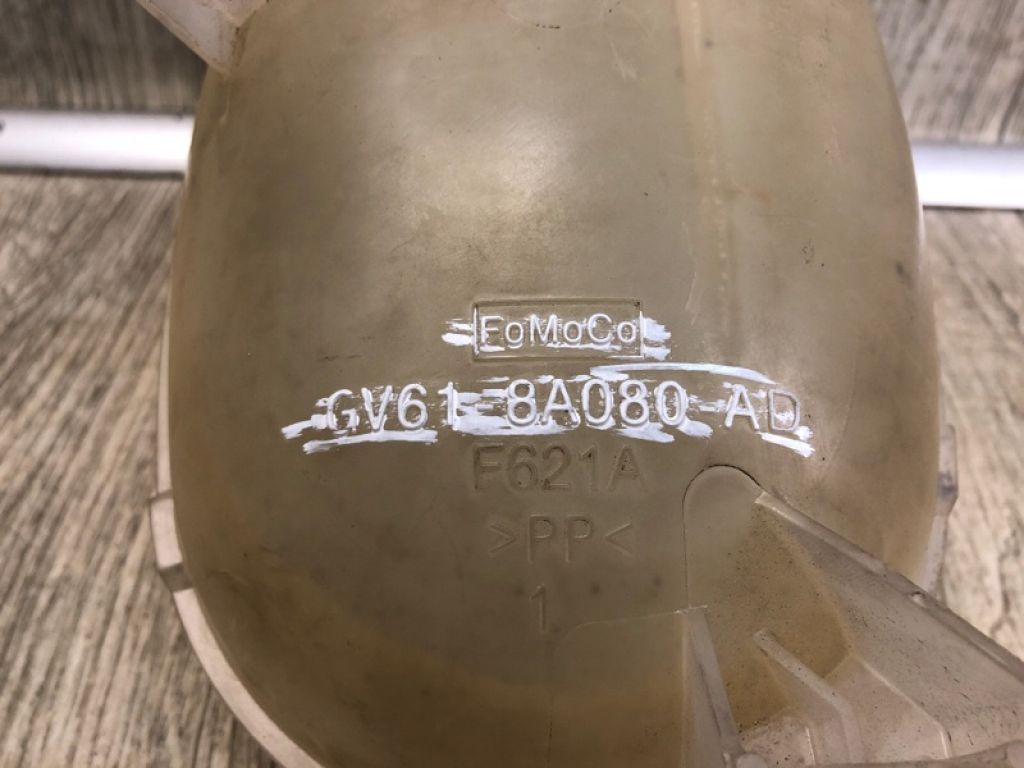 FoMoCo
GV61-8A080-AD
F621A
>PP<
1